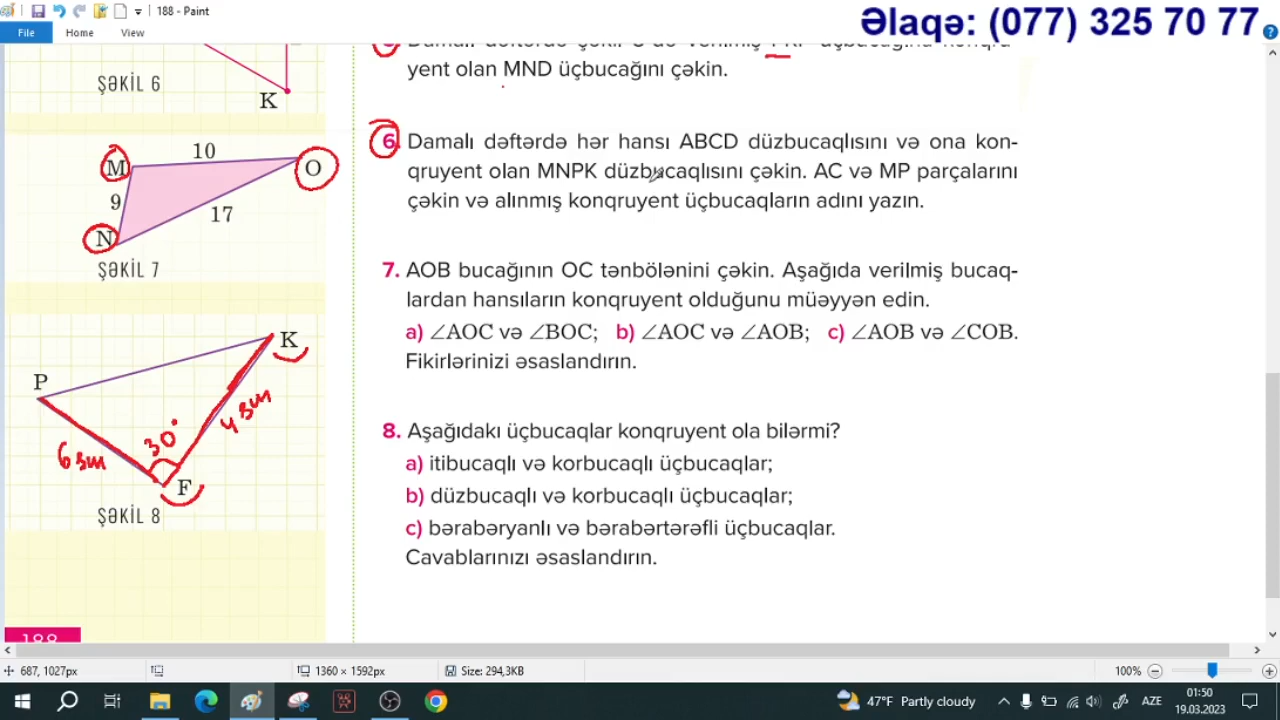 188 - Paint
Əlaqə: (077) 325 70 77
File Home View
yent olan MND üçbucağını çəkin.
ŞƏKİL 6
K
6. Damalı dəftərdə hər hansı ABCD düzbucaqlısını və ona kon-
qruyent olan MNPK düzbucaqlısını çəkin. AC və MP parçalarını
çəkin və alınmış konqruyent üçbucaqların adını yazın.
M 10 O
9 17
N
ŞƏKİL 7
7. AOB bucağının OC tənbölənini çəkin. Aşağıda verilmiş bucaq-
lardan hansıların konqruyent olduğunu müəyyən edin.
a) ∠AOC və ∠BOC; b) ∠AOC və ∠AOB; c) ∠AOB və ∠COB.
Fikirlərinizi əsaslandırın.
K
P
4 sm
30°
6 sm
F
ŞƏKİL 8
8. Aşağıdakı üçbucaqlar konqruyent ola bilərmi?
a) itibucaqlı və korbucaqlı üçbucaqlar;
b) düzbucaqlı və korbucaqlı üçbucaqlar;
c) bərabəryanlı və bərabərtərəfli üçbucaqlar.
Cavablarınızı əsaslandırın.
188
687, 1027px 1360 × 1592px Size: 294,3KB 100%
47°F Partly cloudy AZE 01:50
19.03.2023